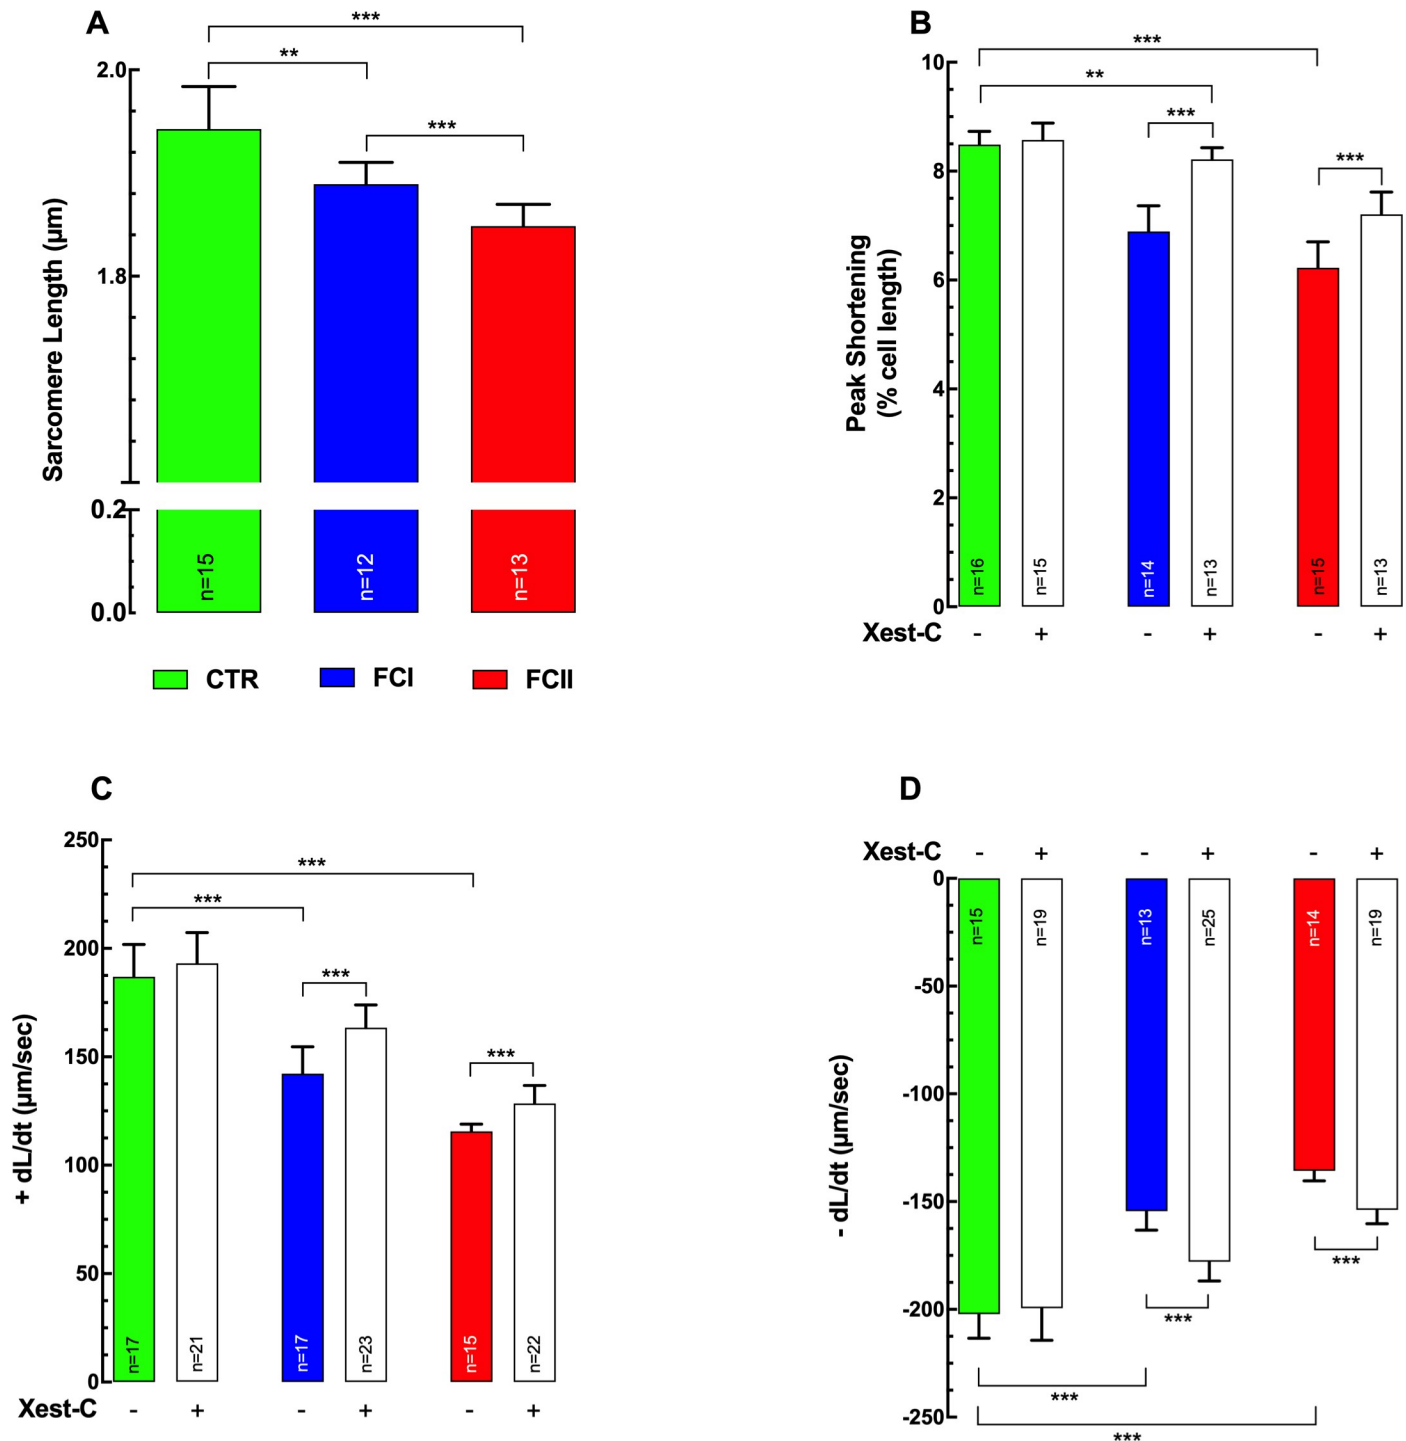 A
***
**
***
2.0
1.8
0.2
0.0
Sarcomere Length (µm)
n=15
n=12
n=13
CTR
FCI
FCII
B
***
**
***
***
10
8
6
4
2
0
Peak Shortening
(% cell length)
n=16
n=15
n=14
n=13
n=15
n=13
Xest-C - + - + - +
C
***
***
***
***
250
200
150
100
50
0
+ dL/dt (µm/sec)
n=17
n=21
n=17
n=23
n=15
n=22
Xest-C - + - + - +
D
Xest-C - + - + - +
0
-50
-100
-150
-200
-250
- dL/dt (µm/sec)
n=15
n=19
n=13
n=25
n=14
n=19
***
***
***
***